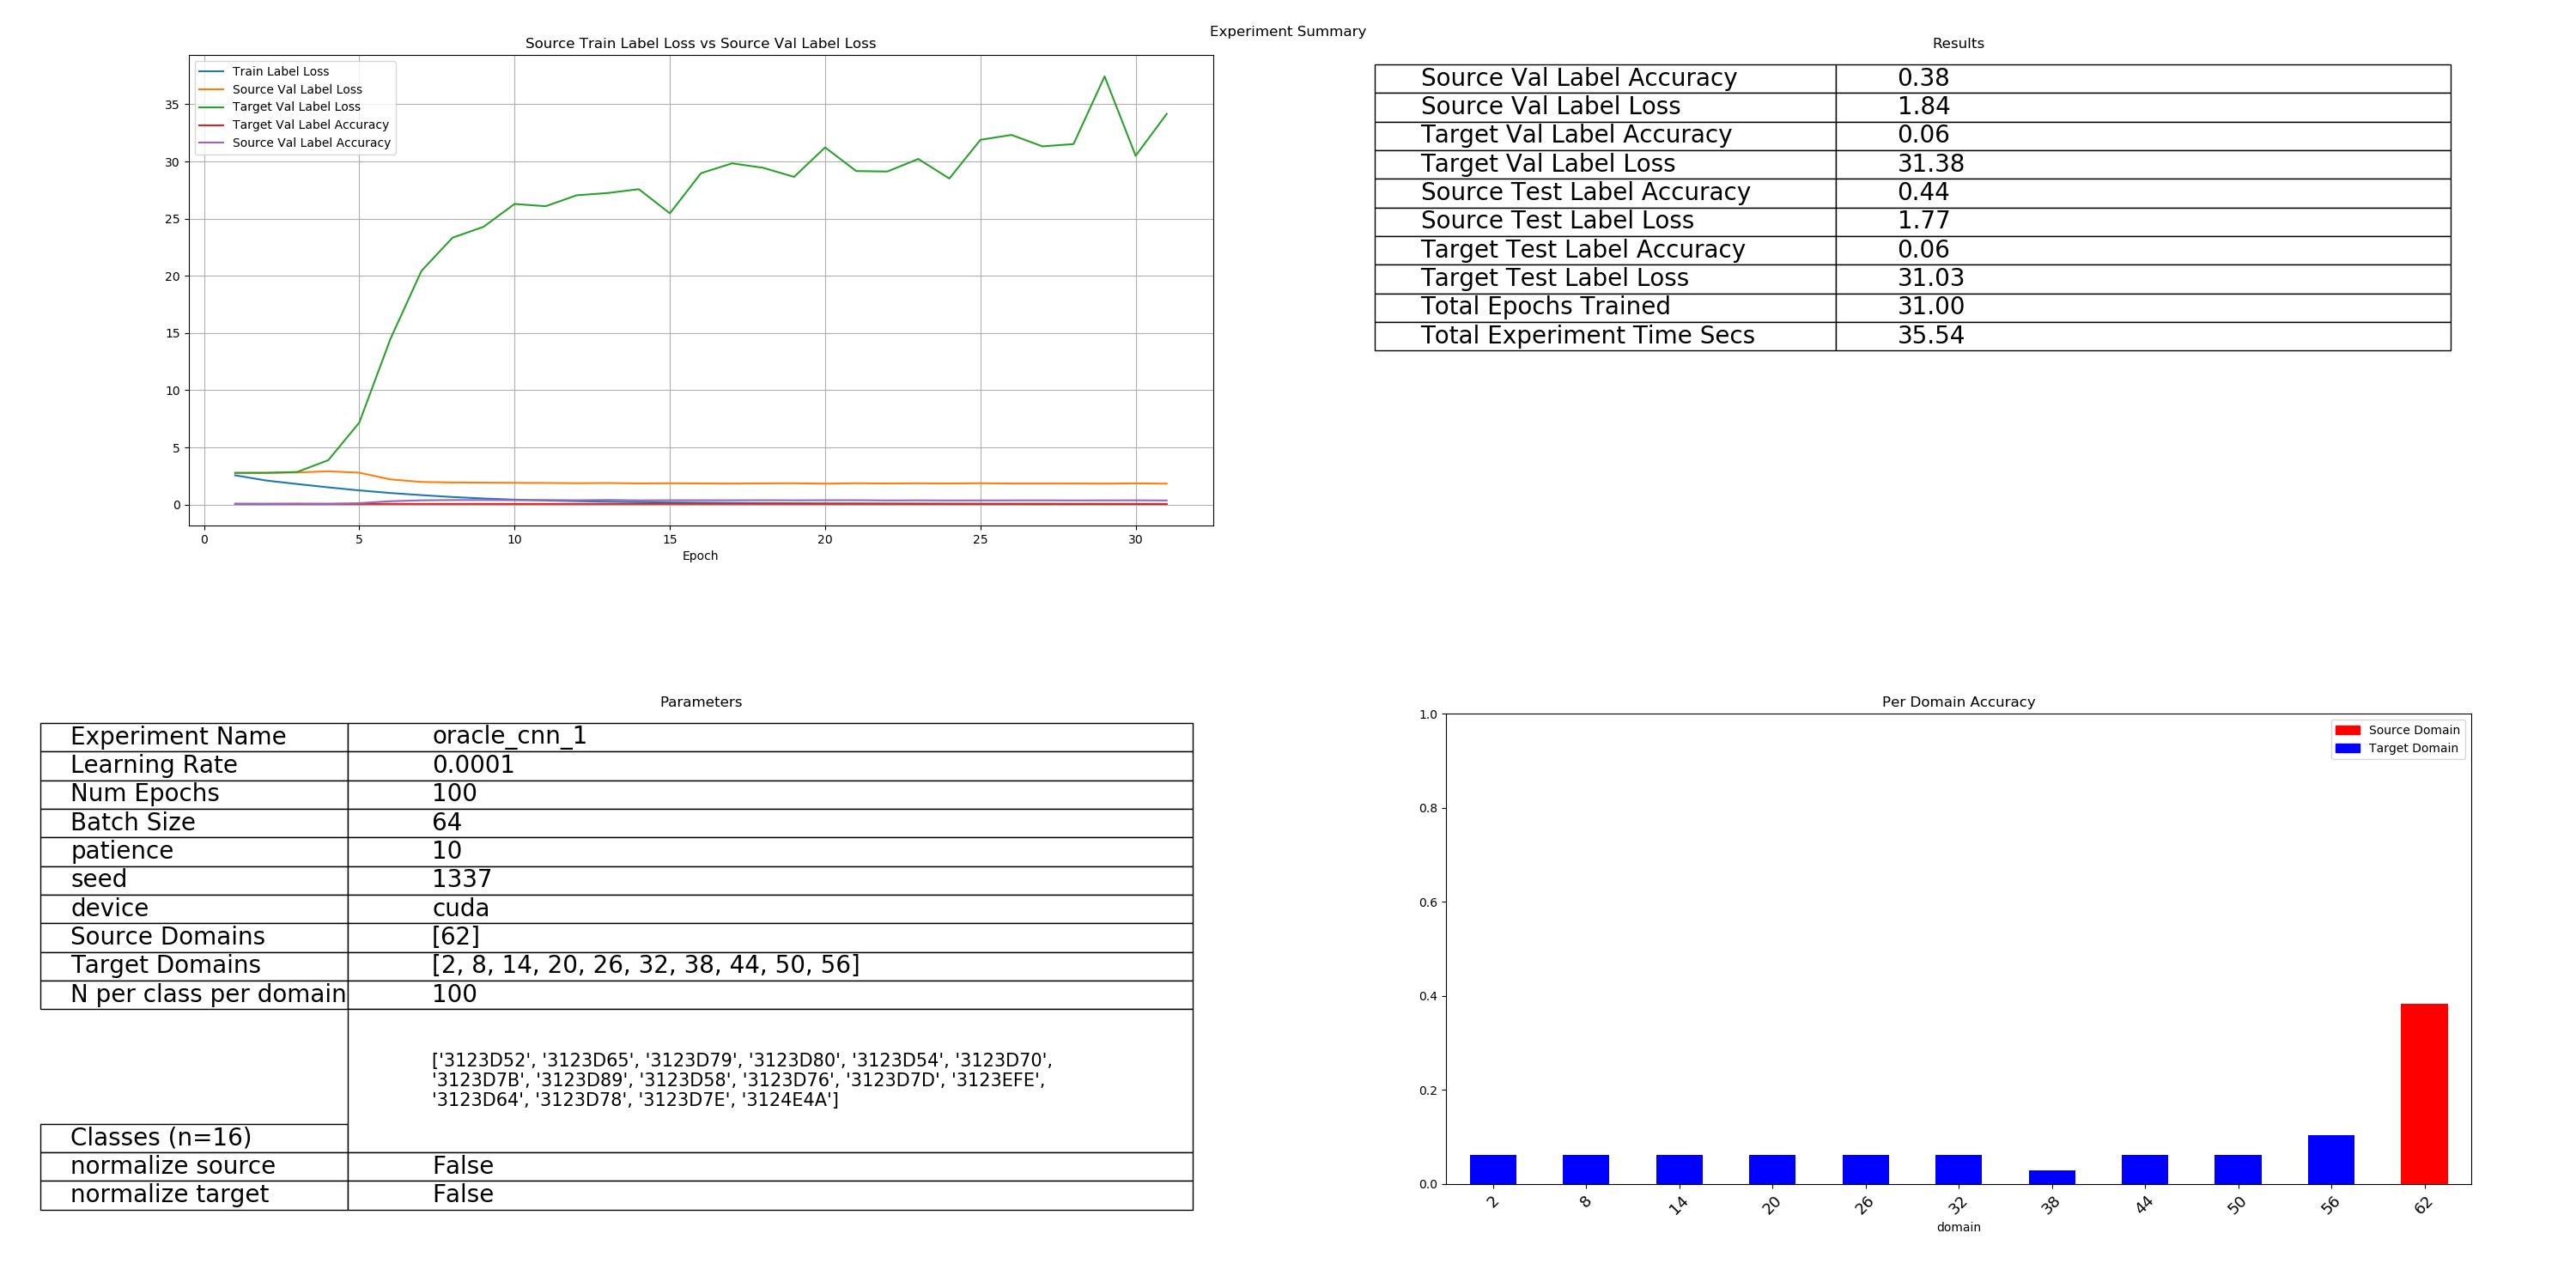 Experiment Summary
Source Train Label Loss vs Source Val Label Loss
Train Label Loss
Source Val Label Loss
Target Val Label Loss
Target Val Label Accuracy
Source Val Label Accuracy
35
30
25
20
15
10
5
0
0 5 10 15 20 25 30
Epoch
Results
Source Val Label Accuracy 0.38
Source Val Label Loss 1.84
Target Val Label Accuracy 0.06
Target Val Label Loss 31.38
Source Test Label Accuracy 0.44
Source Test Label Loss 1.77
Target Test Label Accuracy 0.06
Target Test Label Loss 31.03
Total Epochs Trained 31.00
Total Experiment Time Secs 35.54
Parameters
Experiment Name oracle_cnn_1
Learning Rate 0.0001
Num Epochs 100
Batch Size 64
patience 10
seed 1337
device cuda
Source Domains [62]
Target Domains [2, 8, 14, 20, 26, 32, 38, 44, 50, 56]
N per class per domain 100
['3123D52', '3123D65', '3123D79', '3123D80', '3123D54', '3123D70',
'3123D7B', '3123D89', '3123D58', '3123D76', '3123D7D', '3123EFE',
'3123D64', '3123D78', '3123D7E', '3124E4A']
Classes (n=16)
normalize source False
normalize target False
Per Domain Accuracy
Source Domain
Target Domain
1.0
0.8
0.6
0.4
0.2
0.0
2 8 14 20 26 32 38 44 50 56 62
domain